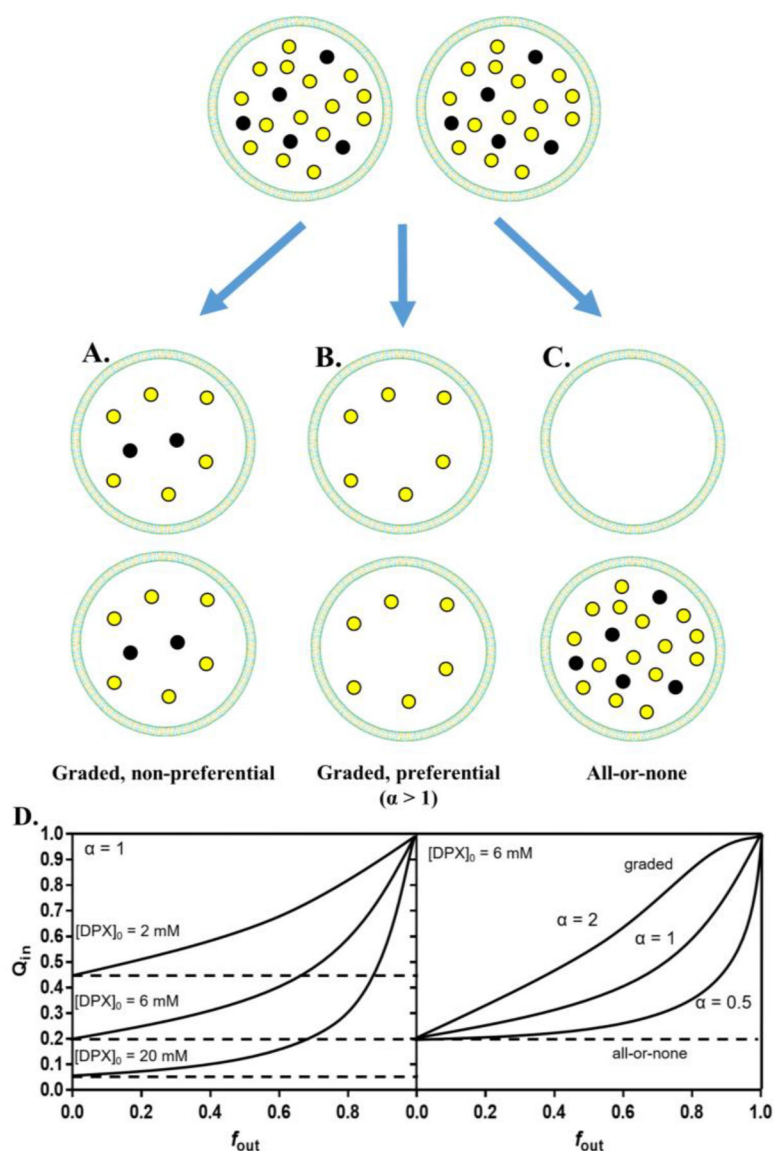 A.
B.
C.
Graded, non-preferential
Graded, preferential
(α > 1)
All-or-none
D.
1.0
0.9
0.8
0.7
0.6
0.5
0.4
0.3
0.2
0.1
0.0
Qin
α = 1
[DPX]0 = 2 mM
[DPX]0 = 6 mM
[DPX]0 = 20 mM
0.0
0.2
0.4
0.6
0.8
fout
[DPX]0 = 6 mM
graded
α = 2
α = 1
α = 0.5
all-or-none
0.0
0.2
0.4
0.6
0.8
1.0
fout